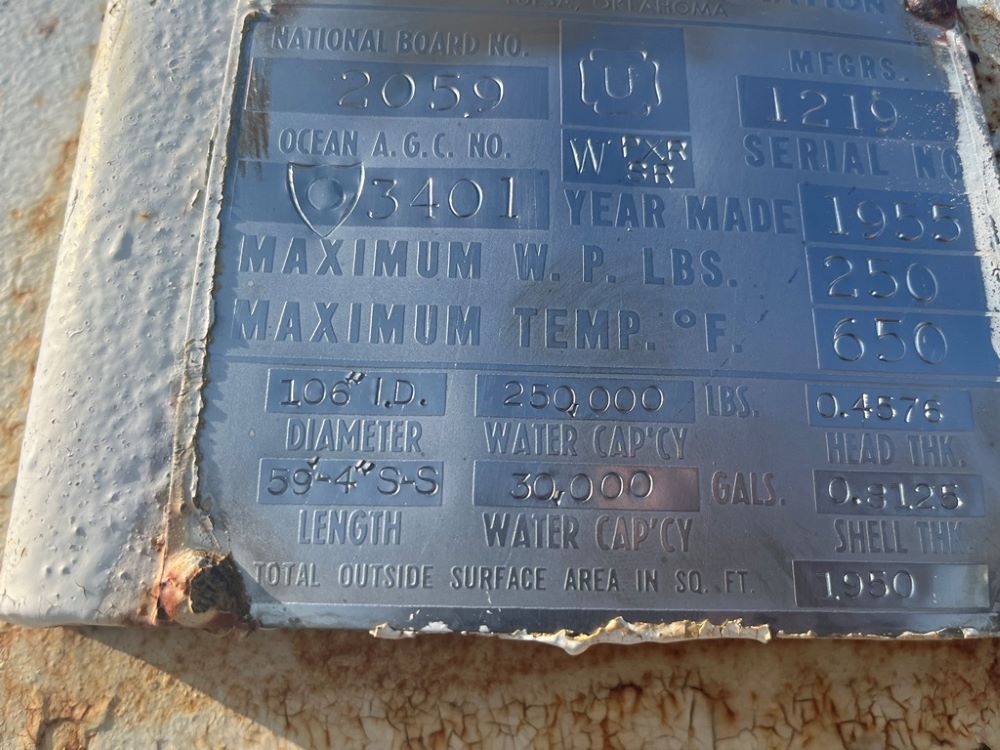 TULSA, OKLAHOMA
NATIONAL BOARD NO.
2059
U
MFGRS.
1219
SERIAL NO
OCEAN A.G.C. NO.
3401
W PXR
SR
YEAR MADE 1955
MAXIMUM W. P. LBS. 250
MAXIMUM TEMP. °F. 650
106" I.D. 250,000 LBS. 0.4576
DIAMETER WATER CAP'CY HEAD THK.
59'-4" S-S 30,000 GALS. 0.8125
LENGTH WATER CAP'CY SHELL THK
TOTAL OUTSIDE SURFACE AREA IN SQ. FT. 1950